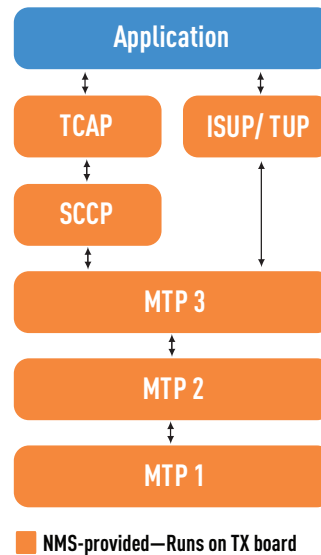 Application
TCAP
ISUP/ TUP
SCCP
MTP 3
MTP 2
MTP 1
NMS-provided—Runs on TX board